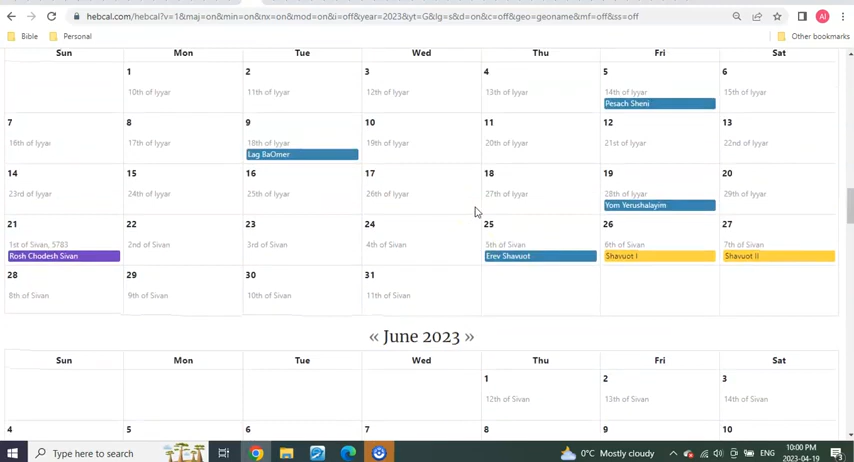 hebcal.com/hebcal?v=1&maj=on&min=on&nx=on&mod=on&i=off&year=2023&yt=G&lg=s&d=on&c=off&geo=geoname&mf=off&ss=off
AI
Bible Personal Other bookmarks
Sun Mon Tue Wed Thu Fri Sat
1 2 3 4 5 6
10th of Iyyar 11th of Iyyar 12th of Iyyar 13th of Iyyar 14th of Iyyar 15th of Iyyar
Pesach Sheni
7 8 9 10 11 12 13
16th of Iyyar 17th of Iyyar 18th of Iyyar 19th of Iyyar 20th of Iyyar 21st of Iyyar 22nd of Iyyar
Lag BaOmer
14 15 16 17 18 19 20
23rd of Iyyar 24th of Iyyar 25th of Iyyar 26th of Iyyar 27th of Iyyar 28th of Iyyar 29th of Iyyar
Yom Yerushalayim
21 22 23 24 25 26 27
1st of Sivan, 5783 2nd of Sivan 3rd of Sivan 4th of Sivan 5th of Sivan 6th of Sivan 7th of Sivan
Rosh Chodesh Sivan Erev Shavuot Shavuot I Shavuot II
28 29 30 31
8th of Sivan 9th of Sivan 10th of Sivan 11th of Sivan
« June 2023 »
Sun Mon Tue Wed Thu Fri Sat
1 2 3
12th of Sivan 13th of Sivan 14th of Sivan
4 5 6 7 8 9 10
Type here to search 0°C Mostly cloudy ENG 10:00 PM
2023-04-19 3